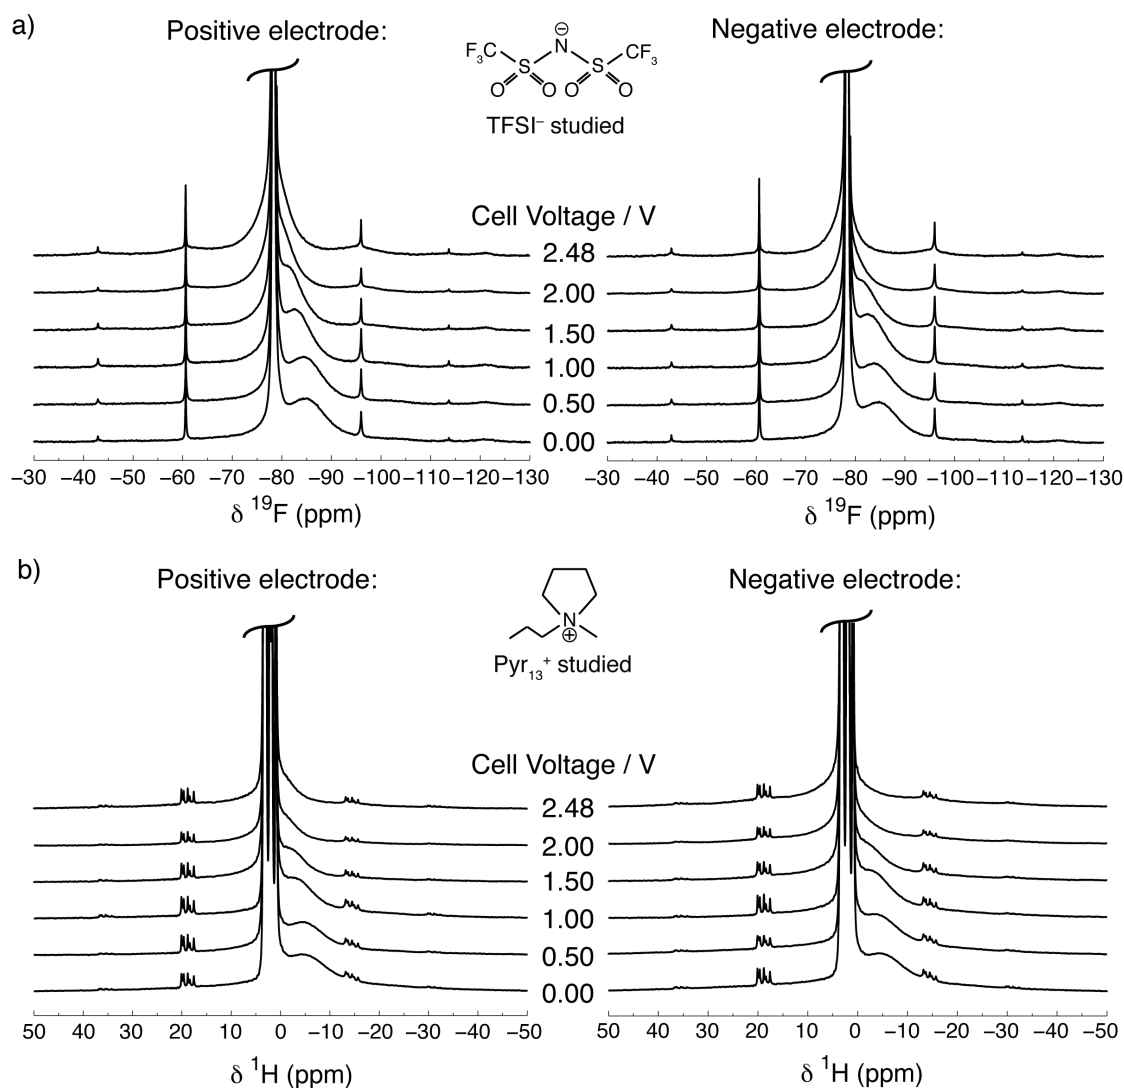 a)
Positive electrode:
Negative electrode:
F₃C
S
N
⊖
S
CF₃
O
O
O
O
TFSI⁻ studied
Cell Voltage / V
2.48
2.00
1.50
1.00
0.50
0.00
−30 −40 −50 −60 −70 −80 −90 −100 −110 −120 −130
−30 −40 −50 −60 −70 −80 −90 −100 −110 −120 −130
δ ¹⁹F (ppm)
δ ¹⁹F (ppm)
b)
Positive electrode:
Negative electrode:
N
⊕
Pyr₁₃⁺ studied
Cell Voltage / V
2.48
2.00
1.50
1.00
0.50
0.00
50 40 30 20 10 0 −10 −20 −30 −40 −50
50 40 30 20 10 0 −10 −20 −30 −40 −50
δ ¹H (ppm)
δ ¹H (ppm)